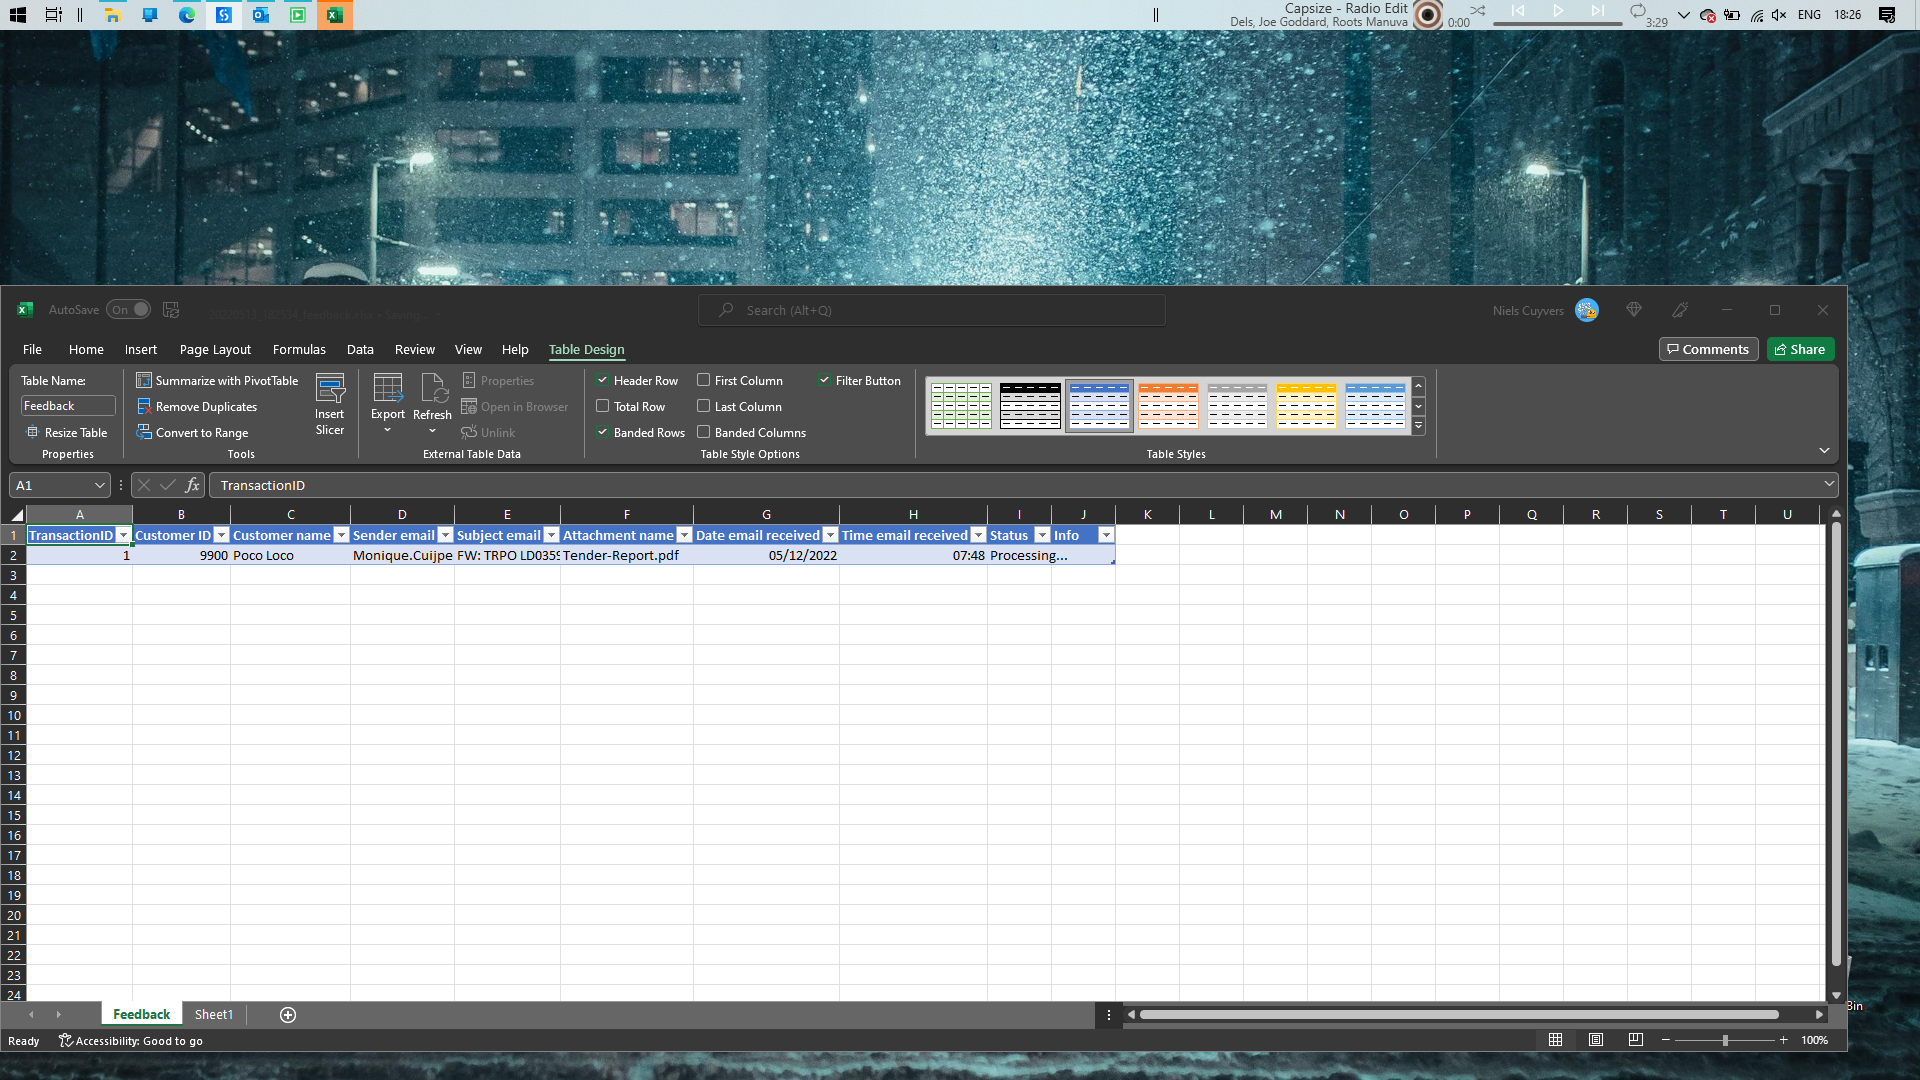 Capsize - Radio Edit
Dels, Joe Goddard, Roots Manuva
0:00
3:29
ENG
18:26
AutoSave
On
Search (Alt+Q)
Niels Cuyvers
File Home Insert Page Layout Formulas Data Review View Help Table Design
Comments
Share
Table Name:
Feedback
Resize Table
Properties
Summarize with PivotTable
Remove Duplicates
Convert to Range
Insert
Slicer
Tools
Export
Refresh
Properties
Open in Browser
Unlink
External Table Data
Header Row First Column Filter Button
Total Row Last Column
Banded Rows Banded Columns
Table Style Options
Table Styles
A1
fx
TransactionID
A B C D E F G H I J K L M N O P Q R S T U
1 TransactionID Customer ID Customer name Sender email Subject email Attachment name Date email received Time email received Status Info
2 1 9900 Poco Loco Monique.Cuijpe FW: TRPO LD035 Tender-Report.pdf 05/12/2022 07:48 Processing...
3
4
5
6
7
8
9
10
11
12
13
14
15
16
17
18
19
20
21
22
23
24
Feedback Sheet1
Bin
Ready
Accessibility: Good to go
100%